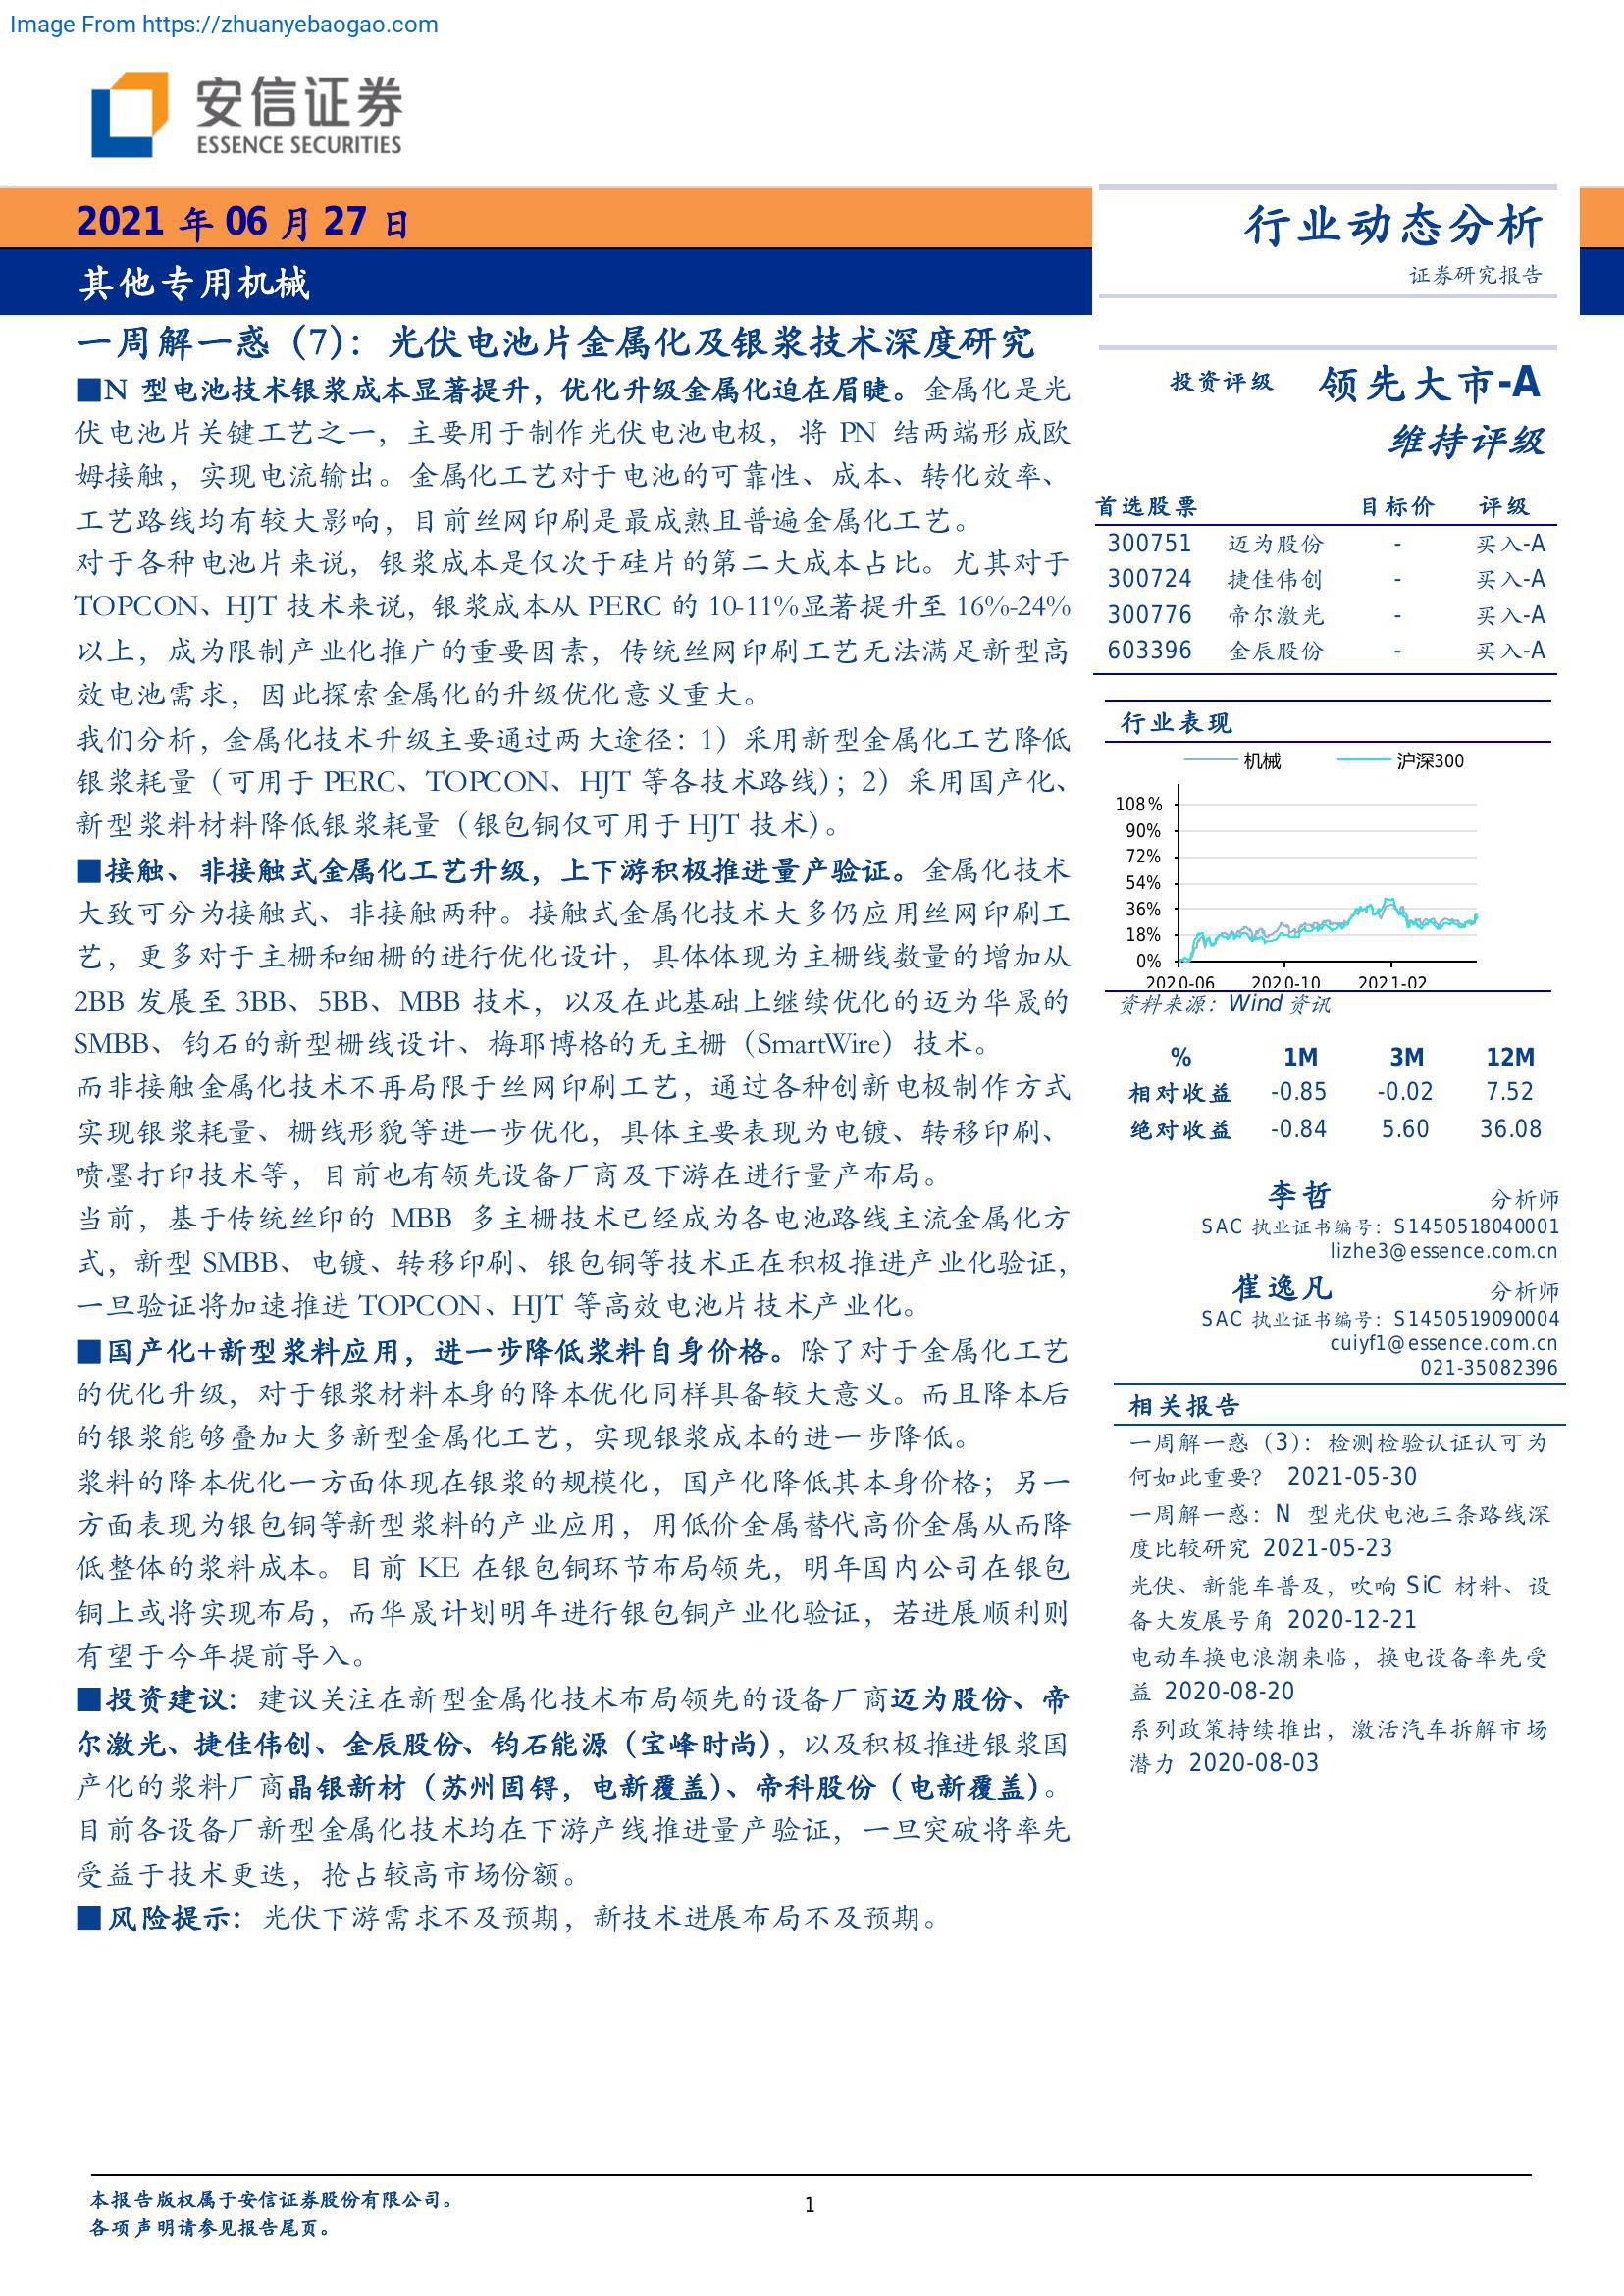 Image From https://zhuanyebaogao.com
安信证券
ESSENCE SECURITIES
2021 年 06 月 27 日
其他专用机械
行业动态分析
证券研究报告
一周解一惑（7）：光伏电池片金属化及银浆技术深度研究
■N 型电池技术银浆成本显著提升，优化升级金属化迫在眉睫。金属化是光
伏电池片关键工艺之一，主要用于制作光伏电池电极，将 PN 结两端形成欧
姆接触，实现电流输出。金属化工艺对于电池的可靠性、成本、转化效率、
工艺路线均有较大影响，目前丝网印刷是最成熟且普遍金属化工艺。
对于各种电池片来说，银浆成本是仅次于硅片的第二大成本占比。尤其对于
TOPCON、HJT 技术来说，银浆成本从 PERC 的 10-11%显著提升至 16%-24%
以上，成为限制产业化推广的重要因素，传统丝网印刷工艺无法满足新型高
效电池需求，因此探索金属化的升级优化意义重大。
我们分析，金属化技术升级主要通过两大途径：1）采用新型金属化工艺降低
银浆耗量（可用于 PERC、TOPCON、HJT 等各技术路线）；2）采用国产化、
新型浆料材料降低银浆耗量（银包铜仅可用于 HJT 技术）。
■接触、非接触式金属化工艺升级，上下游积极推进量产验证。金属化技术
大致可分为接触式、非接触两种。接触式金属化技术大多仍应用丝网印刷工
艺，更多对于主栅和细栅的进行优化设计，具体体现为主栅线数量的增加从
2BB 发展至 3BB、5BB、MBB 技术，以及在此基础上继续优化的迈为华晟的
SMBB、钧石的新型栅线设计、梅耶博格的无主栅（SmartWire）技术。
而非接触金属化技术不再局限于丝网印刷工艺，通过各种创新电极制作方式
实现银浆耗量、栅线形貌等进一步优化，具体主要表现为电镀、转移印刷、
喷墨打印技术等，目前也有领先设备厂商及下游在进行量产布局。
当前，基于传统丝印的 MBB 多主栅技术已经成为各电池路线主流金属化方
式，新型 SMBB、电镀、转移印刷、银包铜等技术正在积极推进产业化验证，
一旦验证将加速推进 TOPCON、HJT 等高效电池片技术产业化。
■国产化+新型浆料应用，进一步降低浆料自身价格。除了对于金属化工艺
的优化升级，对于银浆材料本身的降本优化同样具备较大意义。而且降本后
的银浆能够叠加大多新型金属化工艺，实现银浆成本的进一步降低。
浆料的降本优化一方面体现在银浆的规模化，国产化降低其本身价格；另一
方面表现为银包铜等新型浆料的产业应用，用低价金属替代高价金属从而降
低整体的浆料成本。目前 KE 在银包铜环节布局领先，明年国内公司在银包
铜上或将实现布局，而华晟计划明年进行银包铜产业化验证，若进展顺利则
有望于今年提前导入。
■投资建议：建议关注在新型金属化技术布局领先的设备厂商迈为股份、帝
尔激光、捷佳伟创、金辰股份、钧石能源（宝峰时尚），以及积极推进银浆国
产化的浆料厂商晶银新材（苏州固锝，电新覆盖）、帝科股份（电新覆盖）。
目前各设备厂新型金属化技术均在下游产线推进量产验证，一旦突破将率先
受益于技术更迭，抢占较高市场份额。
■风险提示：光伏下游需求不及预期，新技术进展布局不及预期。
投资评级 领先大市-A
维持评级
首选股票 目标价 评级
300751 迈为股份 - 买入-A
300724 捷佳伟创 - 买入-A
300776 帝尔激光 - 买入-A
603396 金辰股份 - 买入-A
行业表现
机械 沪深300
108%
90%
72%
54%
36%
18%
0%
2020-06 2020-10 2021-02
资料来源：Wind 资讯
% 1M 3M 12M
相对收益 -0.85 -0.02 7.52
绝对收益 -0.84 5.60 36.08
李哲 分析师
SAC 执业证书编号：S1450518040001
lizhe3@essence.com.cn
崔逸凡 分析师
SAC 执业证书编号：S1450519090004
cuiyf1@essence.com.cn
021-35082396
相关报告
一周解一惑（3）：检测检验认证认可为
何如此重要？ 2021-05-30
一周解一惑：N 型光伏电池三条路线深
度比较研究 2021-05-23
光伏、新能车普及，吹响 SiC 材料、设
备大发展号角 2020-12-21
电动车换电浪潮来临，换电设备率先受
益 2020-08-20
系列政策持续推出，激活汽车拆解市场
潜力 2020-08-03
本报告版权属于安信证券股份有限公司。
各项声明请参见报告尾页。
1